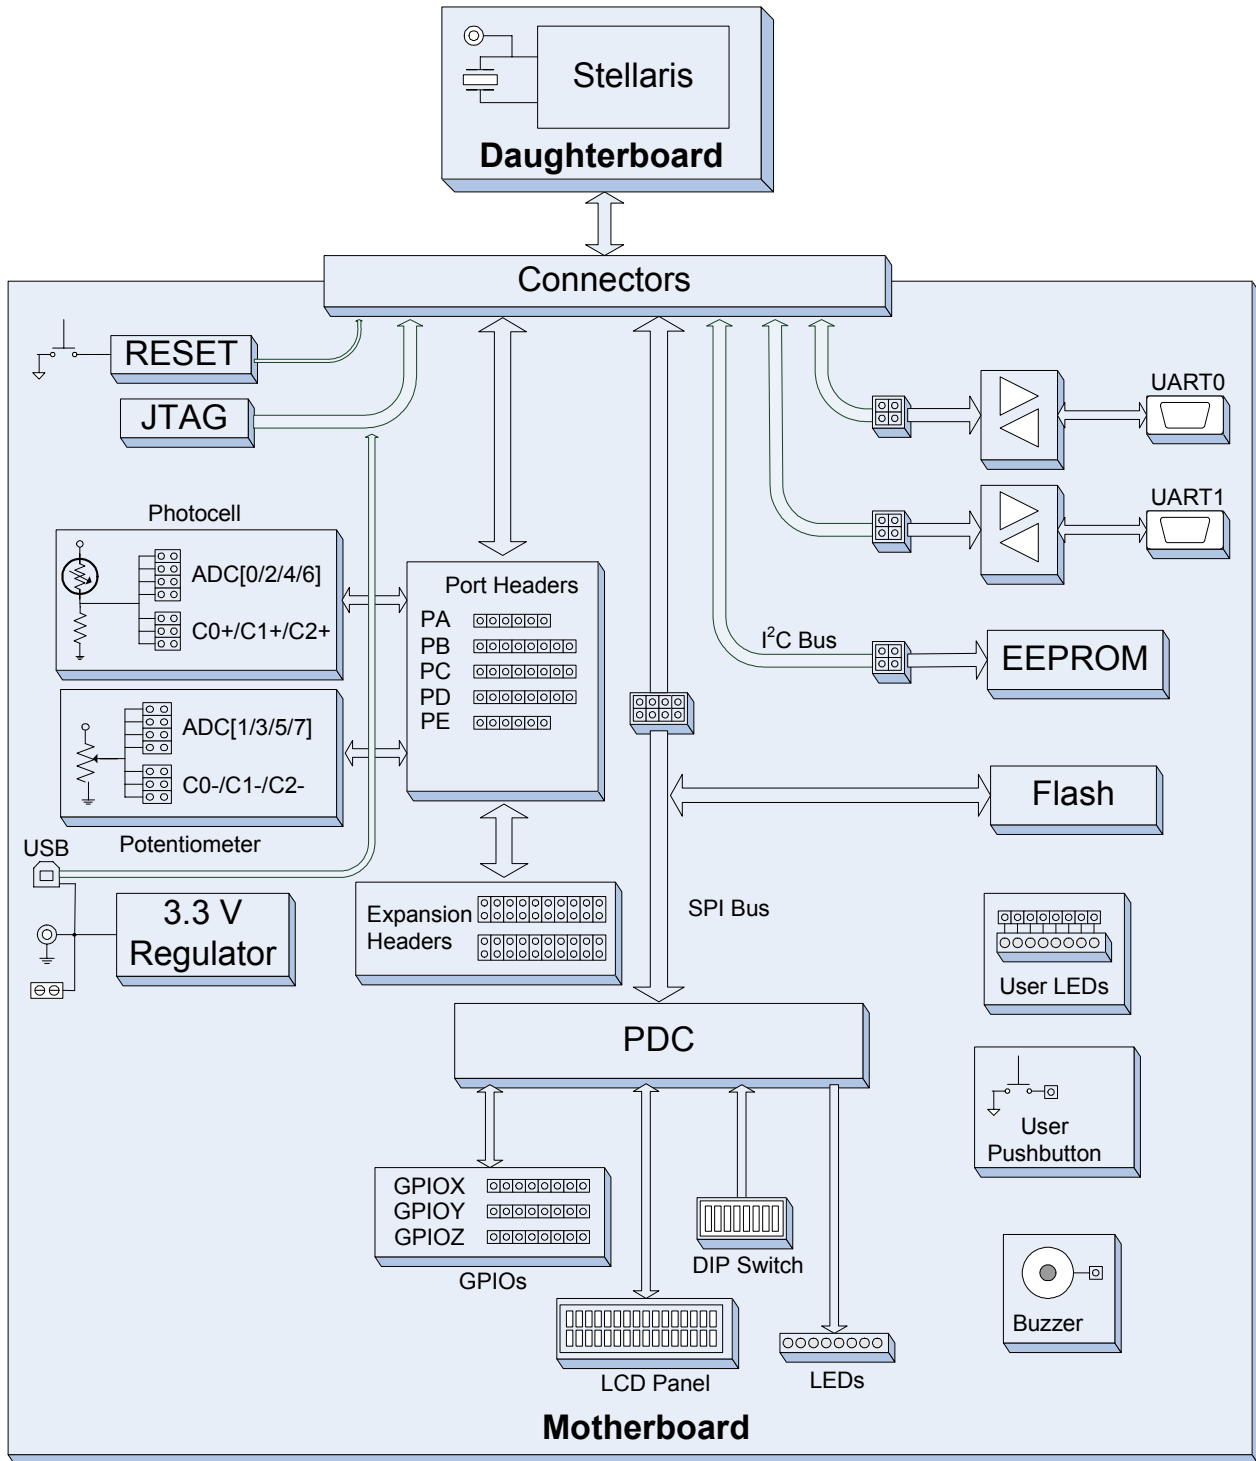 Stellaris
Daughterboard
Connectors
RESET
JTAG
UART0
UART1
Photocell
ADC[0/2/4/6]
C0+/C1+/C2+
Port Headers
PA
PB
PC
PD
PE
I²C Bus
EEPROM
ADC[1/3/5/7]
C0-/C1-/C2-
Potentiometer
Flash
USB
3.3 V
Regulator
Expansion
Headers
SPI Bus
User LEDs
PDC
User
Pushbutton
GPIOX
GPIOY
GPIOZ
GPIOs
DIP Switch
Buzzer
LCD Panel
LEDs
Motherboard